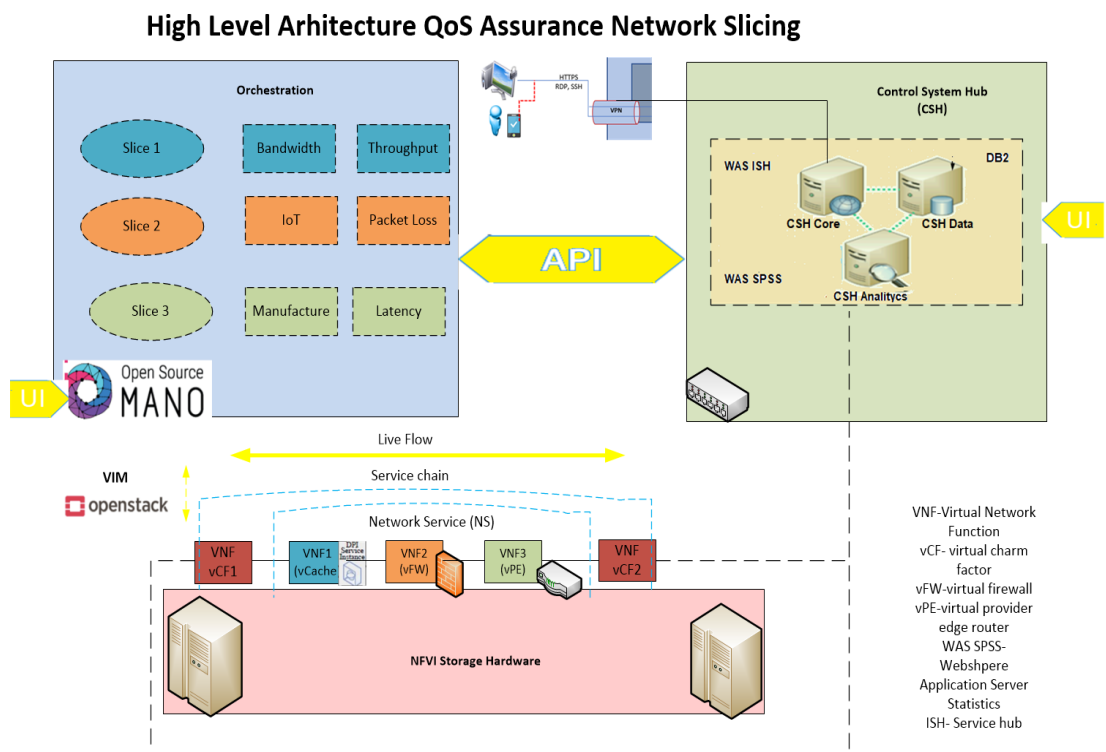 High Level Arhitecture QoS Assurance Network Slicing
Orchestration
Slice 1
Bandwidth
Throughput
Slice 2
IoT
Packet Loss
Slice 3
Manufacture
Latency
Open Source
MANO
UI
HTTPS
RDP, SSH
VPN
API
Control System Hub
(CSH)
WAS ISH
DB2
CSH Core
CSH Data
WAS SPSS
CSH Analitycs
UI
Live Flow
VIM
openstack
Service chain
Network Service (NS)
VNF
vCF1
VNF1
(vCache
DPI
Service
Instance
VNF2
(vFW)
VNF3
(vPE)
VNF
vCF2
NFVI Storage Hardware
VNF-Virtual Network
Function
vCF- virtual charm
factor
vFW-virtual firewall
vPE-virtual provider
edge router
WAS SPSS-
Webshpere
Application Server
Statistics
ISH- Service hub